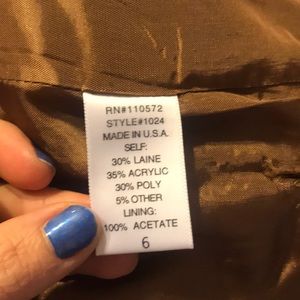 RN#110572
STYLE#1024
MADE IN U.S.A.
SELF:
30% LAINE
35% ACRYLIC
30% POLY
5% OTHER
LINING:
100% ACETATE
6